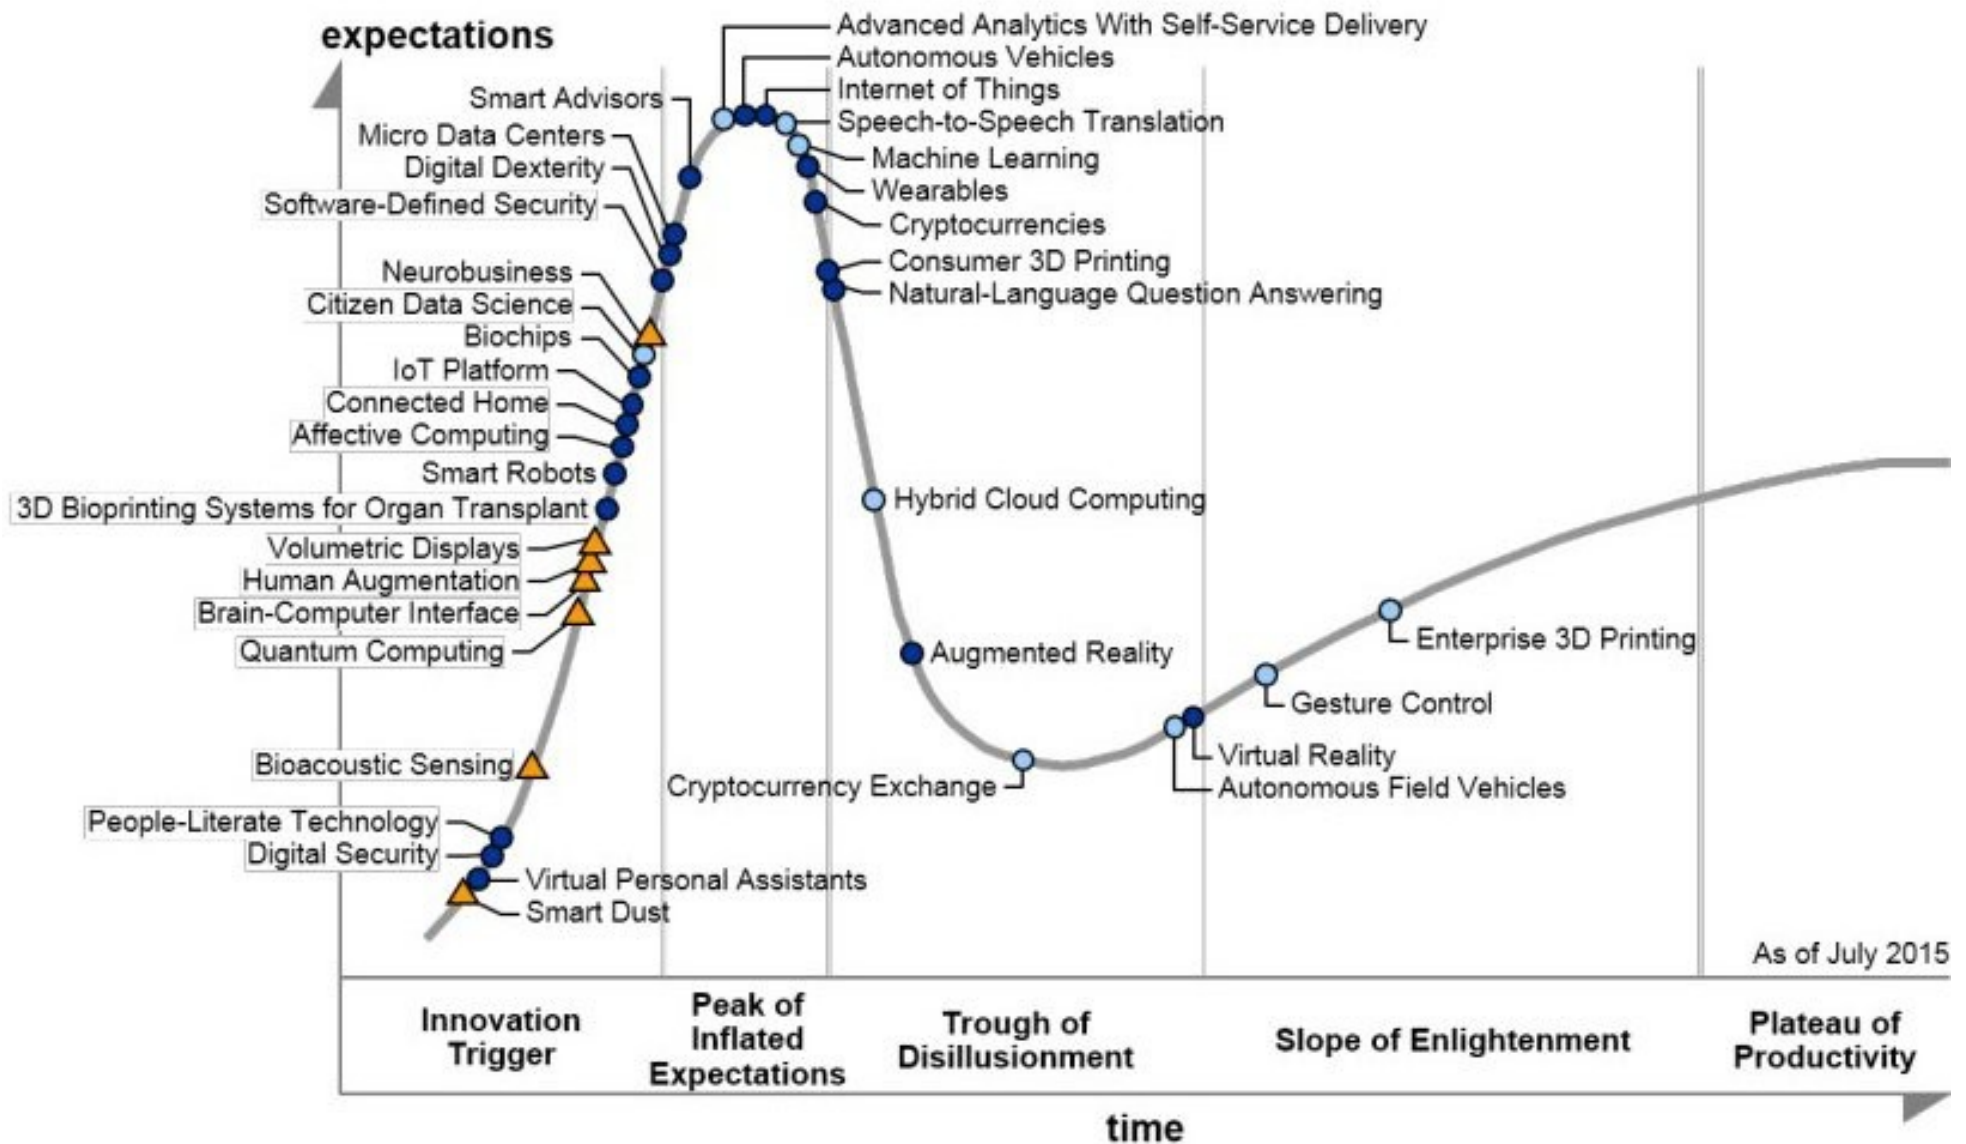 expectations
Advanced Analytics With Self-Service Delivery
Autonomous Vehicles
Internet of Things
Speech-to-Speech Translation
Machine Learning
Wearables
Cryptocurrencies
Consumer 3D Printing
Natural-Language Question Answering
Smart Advisors
Micro Data Centers
Digital Dexterity
Software-Defined Security
Neurobusiness
Citizen Data Science
Biochips
IoT Platform
Connected Home
Affective Computing
Smart Robots
3D Bioprinting Systems for Organ Transplant
Volumetric Displays
Human Augmentation
Brain-Computer Interface
Quantum Computing
Bioacoustic Sensing
People-Literate Technology
Digital Security
Virtual Personal Assistants
Smart Dust
Hybrid Cloud Computing
Augmented Reality
Cryptocurrency Exchange
Enterprise 3D Printing
Gesture Control
Virtual Reality
Autonomous Field Vehicles
As of July 2015
Innovation
Trigger
Peak of
Inflated
Expectations
Trough of
Disillusionment
Slope of Enlightenment
Plateau of
Productivity
time